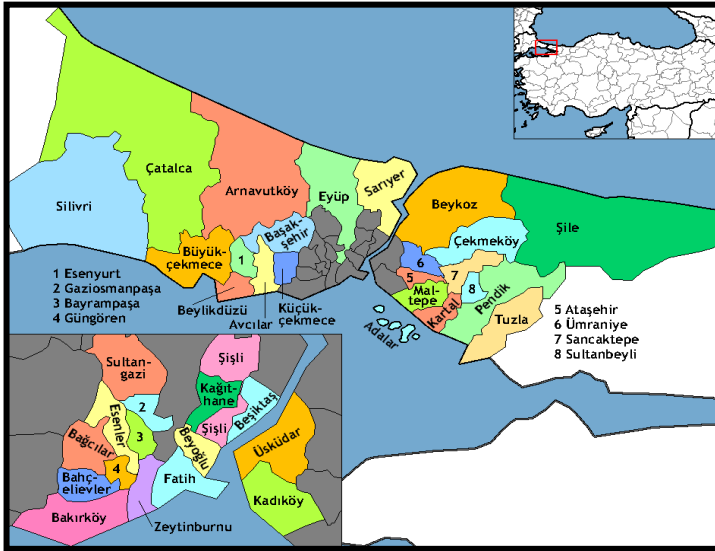 Çatalca
Silivri
Arnavutköy
Eyüp
Sarıyer
Başak-
şehir
Büyük-
çekmece
1
Beylikdüzü
Avcılar
Küçük-
çekmece
Beykoz
Şile
Çekmeköy
6
7
5
8
Mal-
tepe
Kartal
Pendik
Tuzla
Adalar
1 Esenyurt
2 Gaziosmanpaşa
3 Bayrampaşa
4 Güngören
5 Ataşehir
6 Ümraniye
7 Sancaktepe
8 Sultanbeyli
Sultan-
gazi
Şişli
Kağıt-
hane
2
Esenler
3
Şişli
Beşiktaş
Bağcılar
Beyoğlu
Üsküdar
4
Bahç-
elievler
Fatih
Kadıköy
Bakırköy
Zeytinburnu